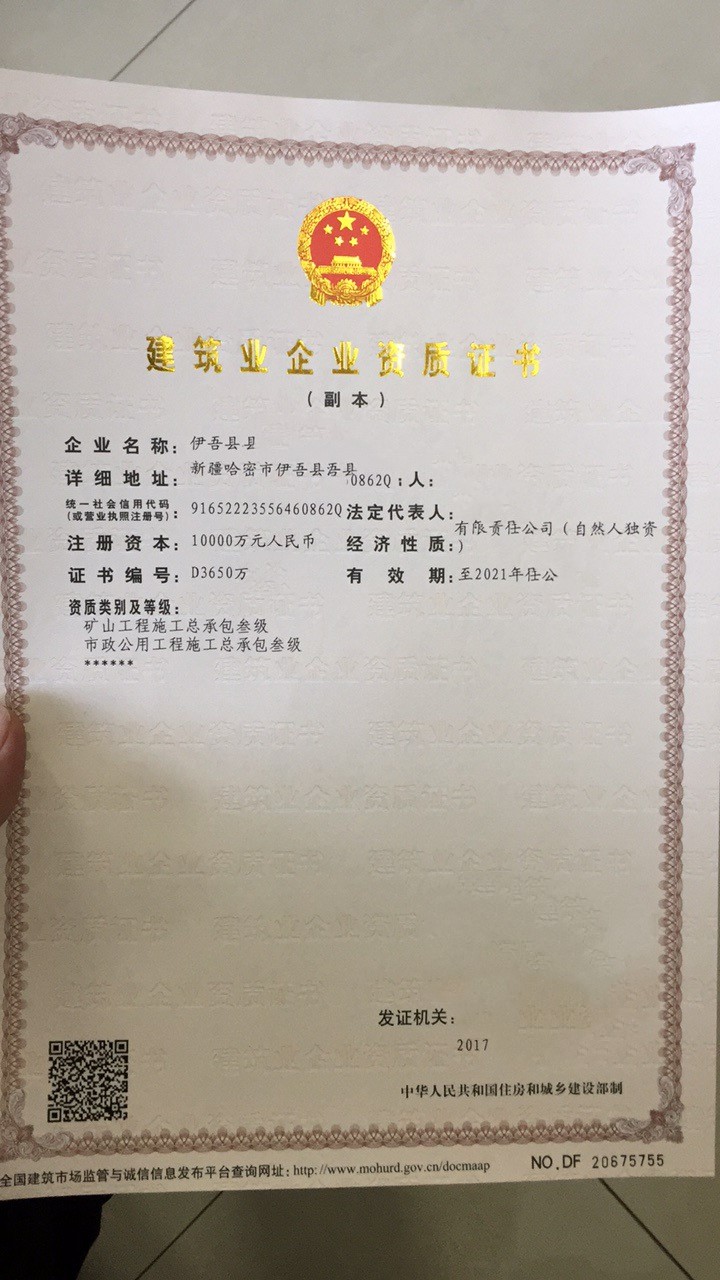 建筑业企业资质证书
（副本）
企业名称：伊吾县县
详细地址：新疆哈密市伊吾县吾县0862Q：人：
统一社会信用代码
(或营业执照注册号)：91652223556460862Q 法定代表人：
注册资本：10000万元人民币 经济性质：有限责任公司（自然人独资）
证书编号：D3650万 有效期：至2021年任公
资质类别及等级：
矿山工程施工总承包叁级
市政公用工程施工总承包叁级
******
发证机关：
2017
中华人民共和国住房和城乡建设部制
全国建筑市场监管与诚信信息发布平台查询网址：http://www.mohurd.gov.cn/docmaap
NO.DF 20675755